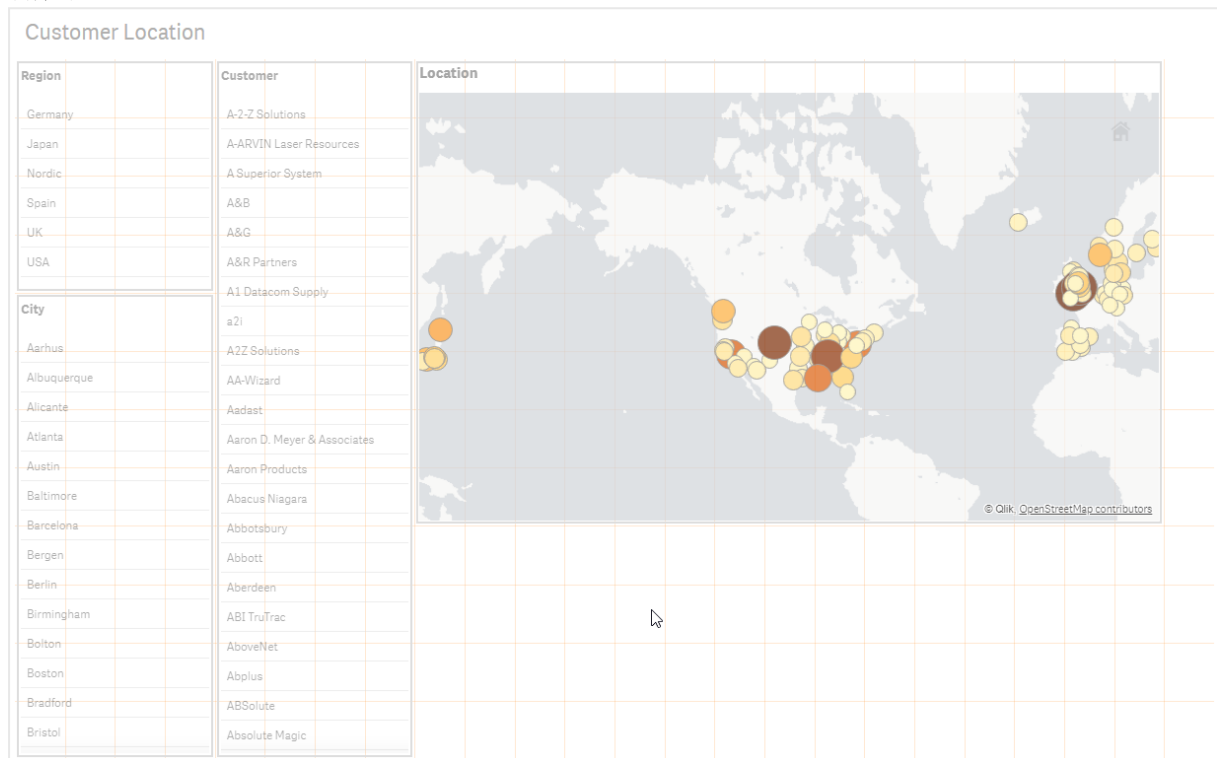 Customer Location
Region
Germany
Japan
Nordic
Spain
UK
USA
City
Aarhus
Albuquerque
Alicante
Atlanta
Austin
Baltimore
Barcelona
Bergen
Berlin
Birmingham
Bolton
Boston
Bradford
Bristol
Customer
A-2-Z Solutions
A-ARVIN Laser Resources
A Superior System
A&B
A&G
A&R Partners
A1 Datacom Supply
a2i
A2Z Solutions
AA-Wizard
Aadast
Aaron D. Meyer & Associates
Aaron Products
Abacus Niagara
Abbotsbury
Abbott
Aberdeen
ABI TruTrac
AboveNet
Abplus
ABSolute
Absolute Magic
Location
© Qlik, OpenStreetMap contributors